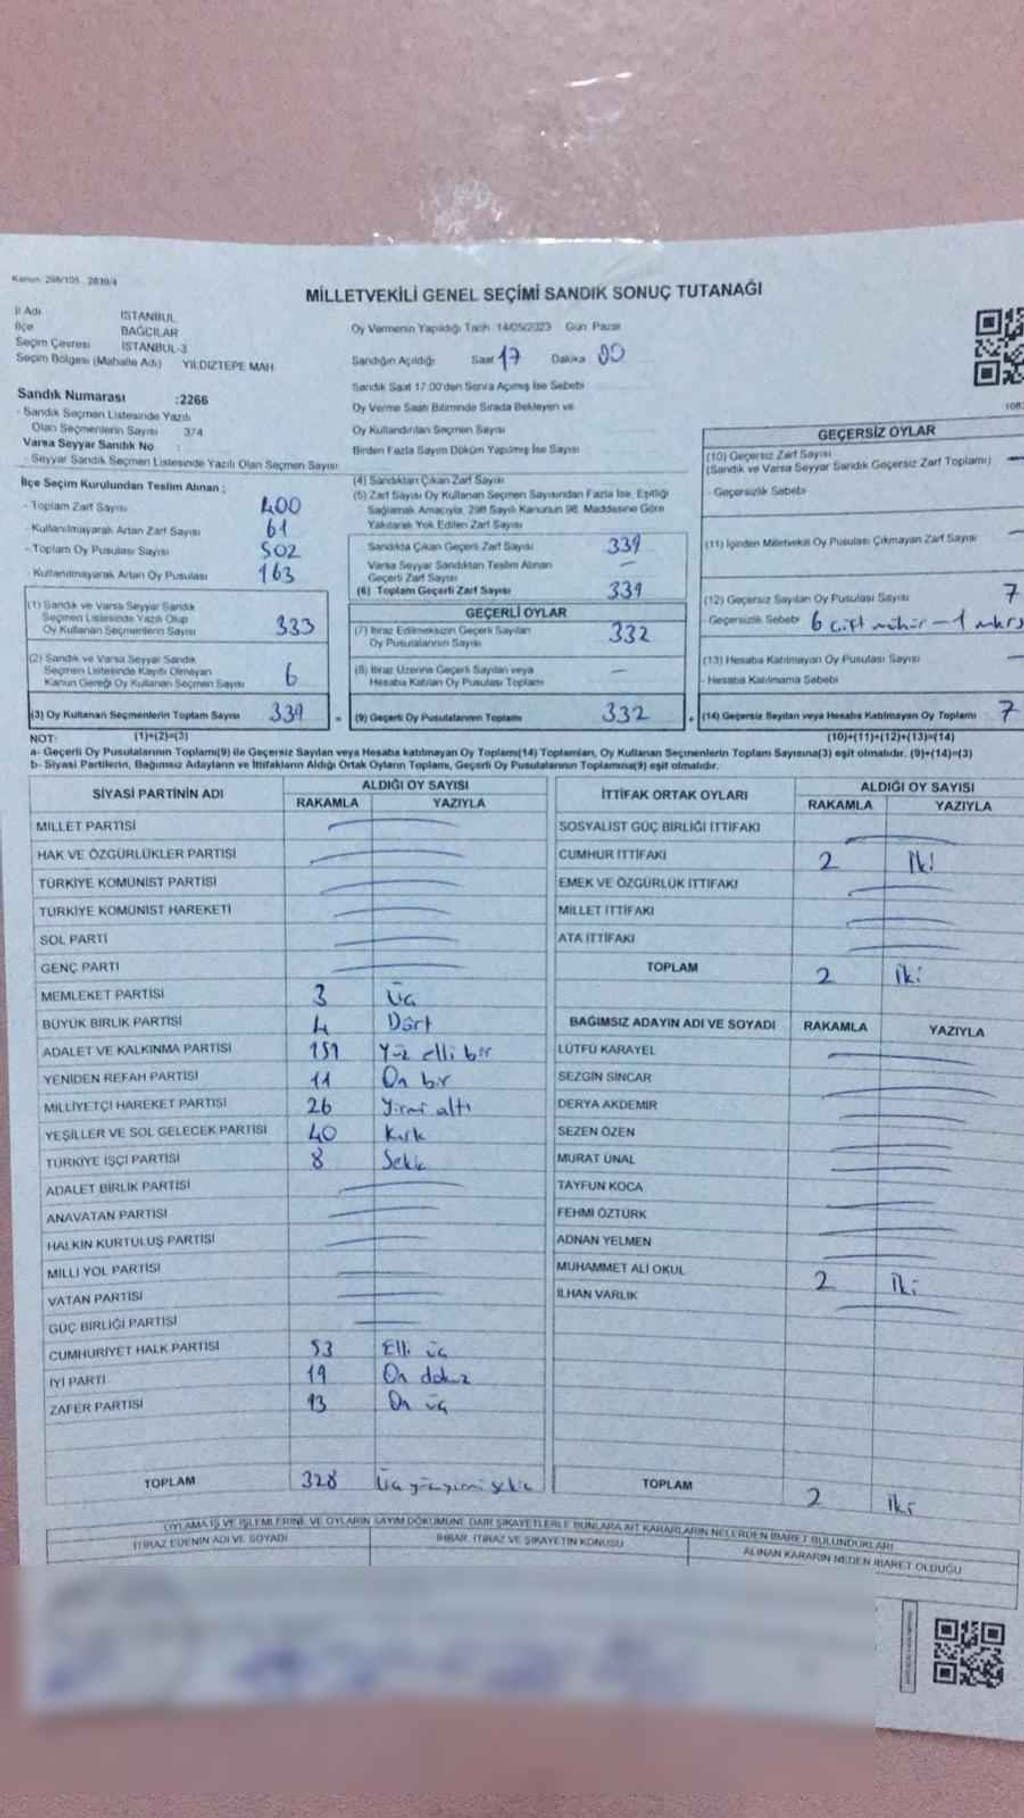 Kanun: 298/105 - 2839/4
MİLLETVEKİLİ GENEL SEÇİMİ SANDIK SONUÇ TUTANAĞI
İl Adı İSTANBUL
İlçe BAĞCILAR
Seçim Çevresi İSTANBUL-3
Seçim Bölgesi (Mahalle Adı) YILDIZTEPE MAH.
Oy Vermenin Yapıldığı Tarih: 14/05/2023 Gün: Pazar
Sandığın Açıldığı Saat 17 Dakika 00
Sandık Saat 17:00'den Sonra Açılmış İse Sebebi
Oy Verme Saati Bitiminde Sırada Bekleyen ve
Oy Kullandırılan Seçmen Sayısı
Birden Fazla Sayım Döküm Yapılmış İse Sayısı
Sandık Numarası :2266
- Sandık Seçmen Listesinde Yazılı
Olan Seçmenlerin Sayısı 374
Varsa Seyyar Sandık No :
- Seyyar Sandık Seçmen Listesinde Yazılı Olan Seçmen Sayısı
İlçe Seçim Kurulundan Teslim Alınan ;
- Toplam Zarf Sayısı 400
- Kullanılmayarak Artan Zarf Sayısı 61
- Toplam Oy Pusulası Sayısı 502
- Kullanılmayarak Artan Oy Pusulası 163
(1) Sandık ve Varsa Seyyar Sandık
Seçmen Listesinde Yazılı Olup
Oy Kullanan Seçmenlerin Sayısı 333
(2) Sandık ve Varsa Seyyar Sandık
Seçmen Listesinde Kayıtlı Olmayan
Kanun Gereği Oy Kullanan Seçmen Sayısı 6
(3) Oy Kullanan Seçmenlerin Toplam Sayısı 339
(4) Sandıktan Çıkan Zarf Sayısı
(5) Zarf Sayısı Oy Kullanan Seçmen Sayısından Fazla İse, Eşitliği
Sağlamak Amacıyla, 298 Sayılı Kanunun 98. Maddesine Göre
Yakılarak Yok Edilen Zarf Sayısı
Sandıkta Çıkan Geçerli Zarf Sayısı 339
Varsa Seyyar Sandıktan Teslim Alınan
Geçerli Zarf Sayısı —
(6) Toplam Geçerli Zarf Sayısı 339
GEÇERLİ OYLAR
(7) İtiraz Edilmeksizin Geçerli Sayılan
Oy Pusulalarının Sayısı 332
(8) İtiraz Üzerine Geçerli Sayılan veya
Hesaba Katılan Oy Pusulası Toplamı —
= (9) Geçerli Oy Pusulalarının Toplamı 332
GEÇERSİZ OYLAR
(10) Geçersiz Zarf Sayısı
(Sandık ve Varsa Seyyar Sandık Geçersiz Zarf Toplamı) —
- Geçersizlik Sebebi
(11) İçinden Milletvekili Oy Pusulası Çıkmayan Zarf Sayısı —
(12) Geçersiz Sayılan Oy Pusulası Sayısı 7
- Geçersizlik Sebebi 6 çift mühür - 1
(13) Hesaba Katılmayan Oy Pusulası Sayısı —
- Hesaba Katılmama Sebebi
+ (14) Geçersiz Sayılan veya Hesaba Katılmayan Oy Toplamı 7
NOT: (1)+(2)=(3) (10)+(11)+(12)+(13)=(14)
a- Geçerli Oy Pusulalarının Toplamı(9) ile Geçersiz Sayılan veya Hesaba katılmayan Oy Toplamı(14) Toplamları, Oy Kullanan Seçmenlerin Toplam Sayısına(3) eşit olmalıdır. (9)+(14)=(3)
b- Siyasi Partilerin, Bağımsız Adayların ve İttifakların Aldığı Ortak Oyların Toplamı, Geçerli Oy Pusulalarının Toplamına(9) eşit olmalıdır.
SİYASİ PARTİNİN ADI ALDIĞI OY SAYISI
RAKAMLA YAZIYLA
MİLLET PARTİSİ
HAK VE ÖZGÜRLÜKLER PARTİSİ
TÜRKİYE KOMÜNİST PARTİSİ
TÜRKİYE KOMÜNİST HAREKETİ
SOL PARTİ
GENÇ PARTİ
MEMLEKET PARTİSİ 3 Üç
BÜYÜK BİRLİK PARTİSİ 4 Dört
ADALET VE KALKINMA PARTİSİ 151 Yüz elli bir
YENİDEN REFAH PARTİSİ 11 On bir
MİLLİYETÇİ HAREKET PARTİSİ 26 Yirmi altı
YEŞİLLER VE SOL GELECEK PARTİSİ 40 Kırk
TÜRKİYE İŞÇİ PARTİSİ 8 Sekiz
ADALET BİRLİK PARTİSİ
ANAVATAN PARTİSİ
HALKIN KURTULUŞ PARTİSİ
MİLLİ YOL PARTİSİ
VATAN PARTİSİ
GÜÇ BİRLİĞİ PARTİSİ
CUMHURİYET HALK PARTİSİ 53 Elli üç
İYİ PARTİ 19 On dokuz
ZAFER PARTİSİ 13 On üç
TOPLAM 328 Üçyüzyirmisekiz
İTTİFAK ORTAK OYLARI ALDIĞI OY SAYISI
RAKAMLA YAZIYLA
SOSYALİST GÜÇ BİRLİĞİ İTTİFAKI
CUMHUR İTTİFAKI 2 İki
EMEK VE ÖZGÜRLÜK İTTİFAKI
MİLLET İTTİFAKI
ATA İTTİFAKI
TOPLAM 2 İki
BAĞIMSIZ ADAYIN ADI VE SOYADI RAKAMLA YAZIYLA
LÜTFÜ KARAYEL
SEZGİN SİNCAR
DERYA AKDEMİR
SEZEN ÖZEN
MURAT ÜNAL
TAYFUN KOCA
FEHMİ ÖZTÜRK
ADNAN YELMEN
MUHAMMET ALİ OKUL 2 İki
İLHAN VARLIK
TOPLAM 2 İki
OYLAMA İŞ VE İŞLEMLERİNE VE OYLARIN SAYIM DÖKÜMÜNE DAİR ŞİKAYETLERLE BUNLARA AİT KARARLARIN NELERDEN İBARET BULUNDUKLARI
İTİRAZ EDENİN ADI VE SOYADI İHBAR, İTİRAZ VE ŞİKAYETİN KONUSU ALINAN KARARIN NEDEN İBARET OLDUĞU